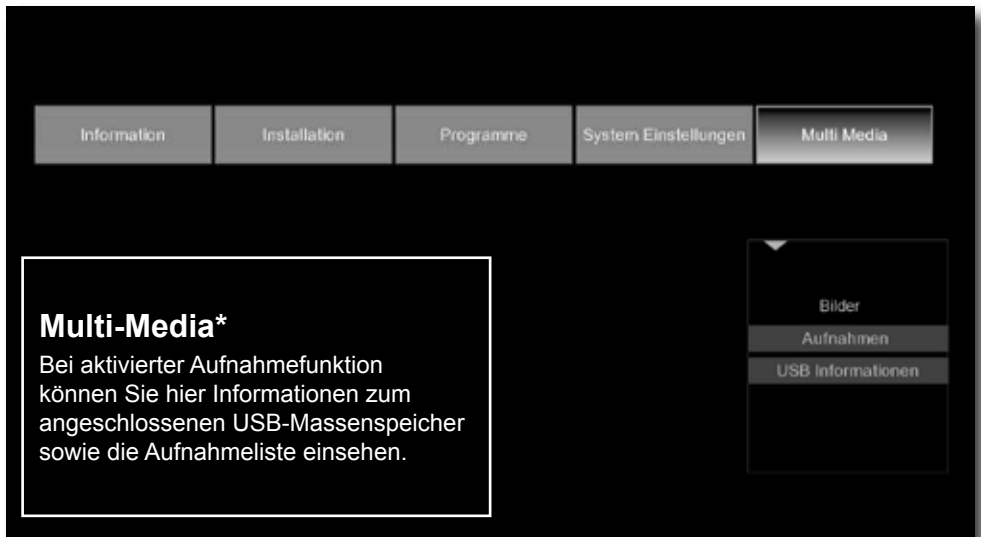 Information Installation Programme System Einstellungen Multi Media
Multi-Media*
Bei aktivierter Aufnahmefunktion
können Sie hier Informationen zum
angeschlossenen USB-Massenspeicher
sowie die Aufnahmeliste einsehen.
Bilder
Aufnahmen
USB Informationen